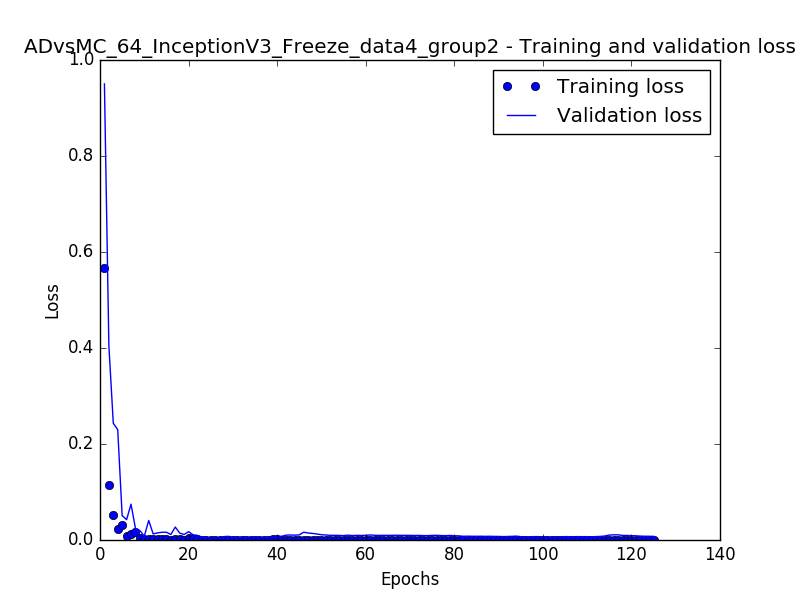 ADvsMC_64_InceptionV3_Freeze_data4_group2 - Training and validation loss
1.0
Training loss
Validation loss
0.8
0.6
Loss
0.4
0.2
0.0
0 20 40 60 80 100 120 140
Epochs